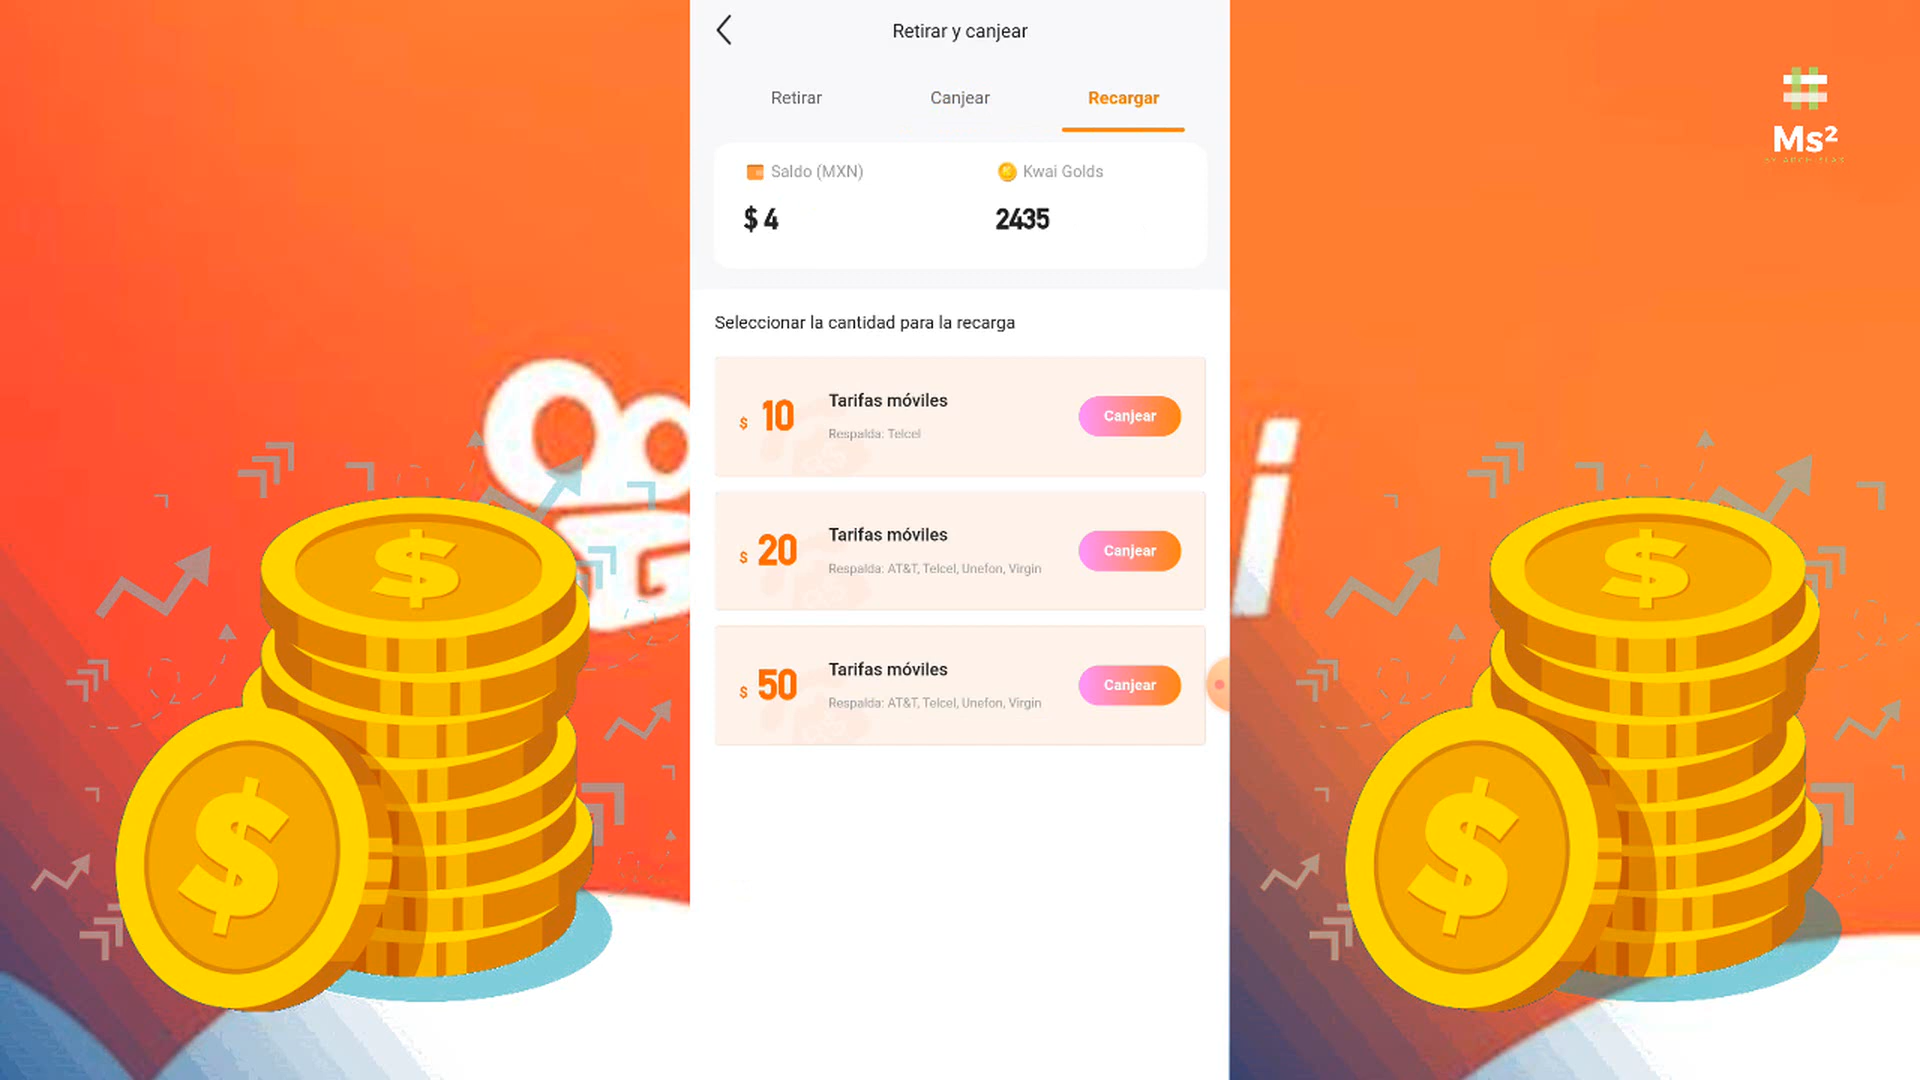 Retirar y canjear
Retirar
Canjear
Recargar
Saldo (MXN)
Kwai Golds
$ 4
2435
Seleccionar la cantidad para la recarga
$ 10
Tarifas móviles
Respalda: Telcel
Canjear
$ 20
Tarifas móviles
Respalda: AT&T, Telcel, Unefon, Virgin
Canjear
$ 50
Tarifas móviles
Respalda: AT&T, Telcel, Unefon, Virgin
Canjear
Ms²
i
$
$
$
$